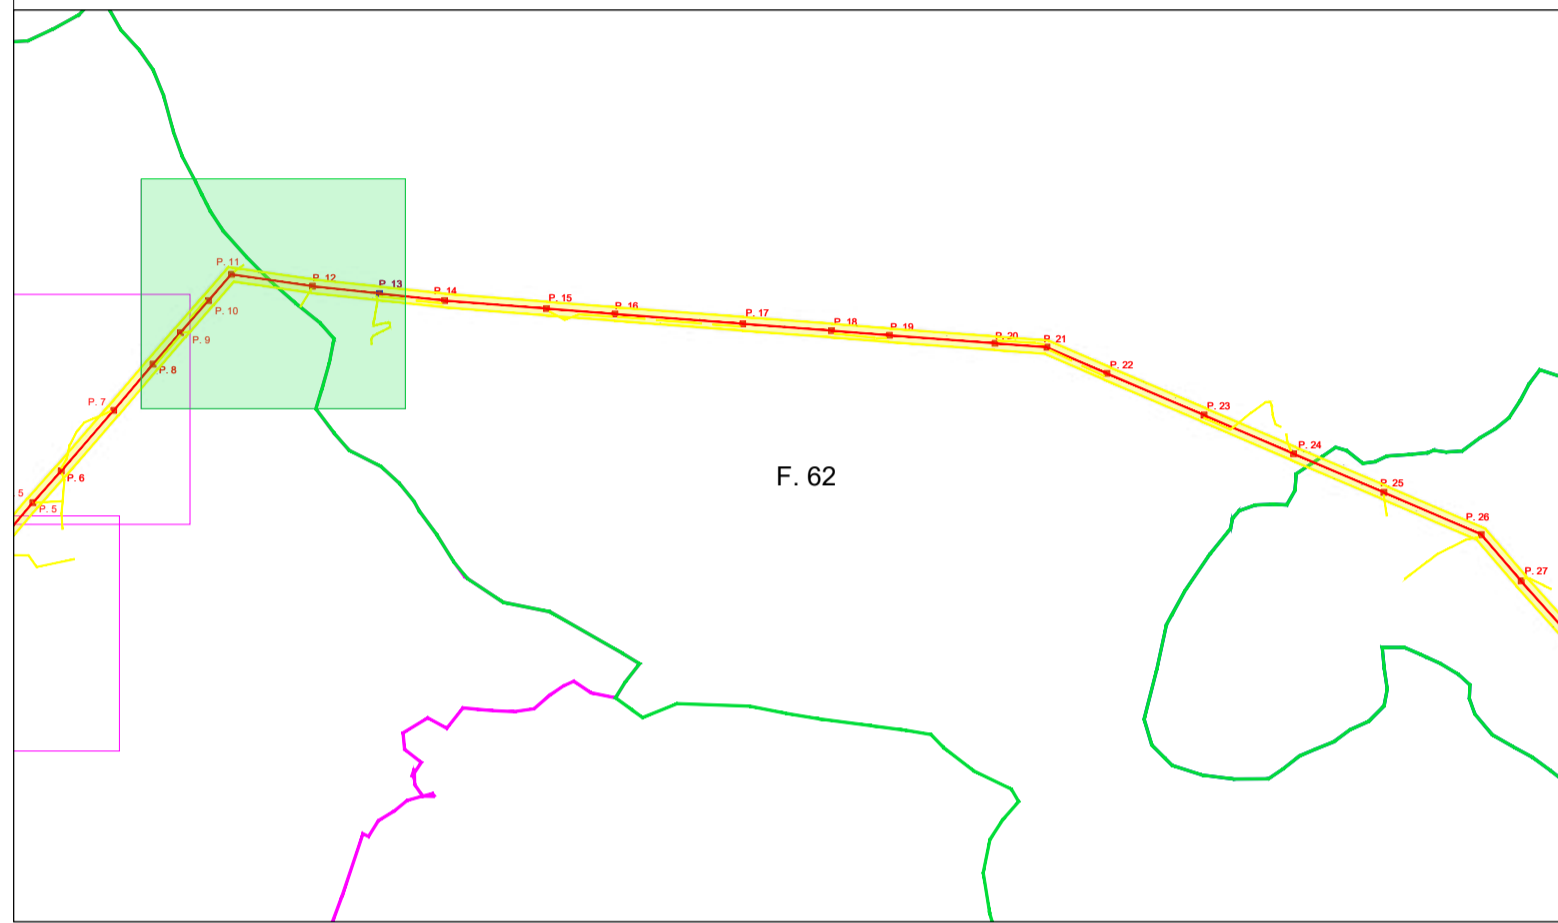 P. 11
P. 12
P. 13
P. 14
P. 10
P. 15
P. 16
P. 17
P. 18
P. 19
P. 20
P. 21
P. 9
P. 8
P. 22
P. 7
P. 23
P. 24
F. 62
P. 6
P. 25
5
P. 5
P. 26
P. 27